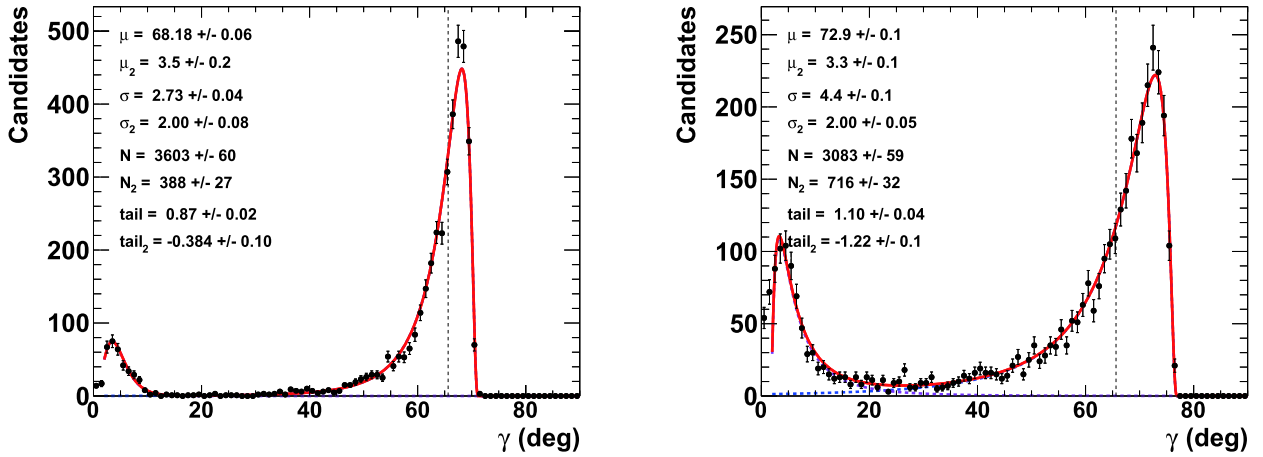 Candidates
500
400
300
200
100
0
μ = 68.18 +/- 0.06
μ2 = 3.5 +/- 0.2
σ = 2.73 +/- 0.04
σ2 = 2.00 +/- 0.08
N = 3603 +/- 60
N2 = 388 +/- 27
tail = 0.87 +/- 0.02
tail2 = -0.384 +/- 0.10
0 20 40 60 80
γ (deg)
Candidates
250
200
150
100
50
0
μ = 72.9 +/- 0.1
μ2 = 3.3 +/- 0.1
σ = 4.4 +/- 0.1
σ2 = 2.00 +/- 0.05
N = 3083 +/- 59
N2 = 716 +/- 32
tail = 1.10 +/- 0.04
tail2 = -1.22 +/- 0.1
0 20 40 60 80
γ (deg)